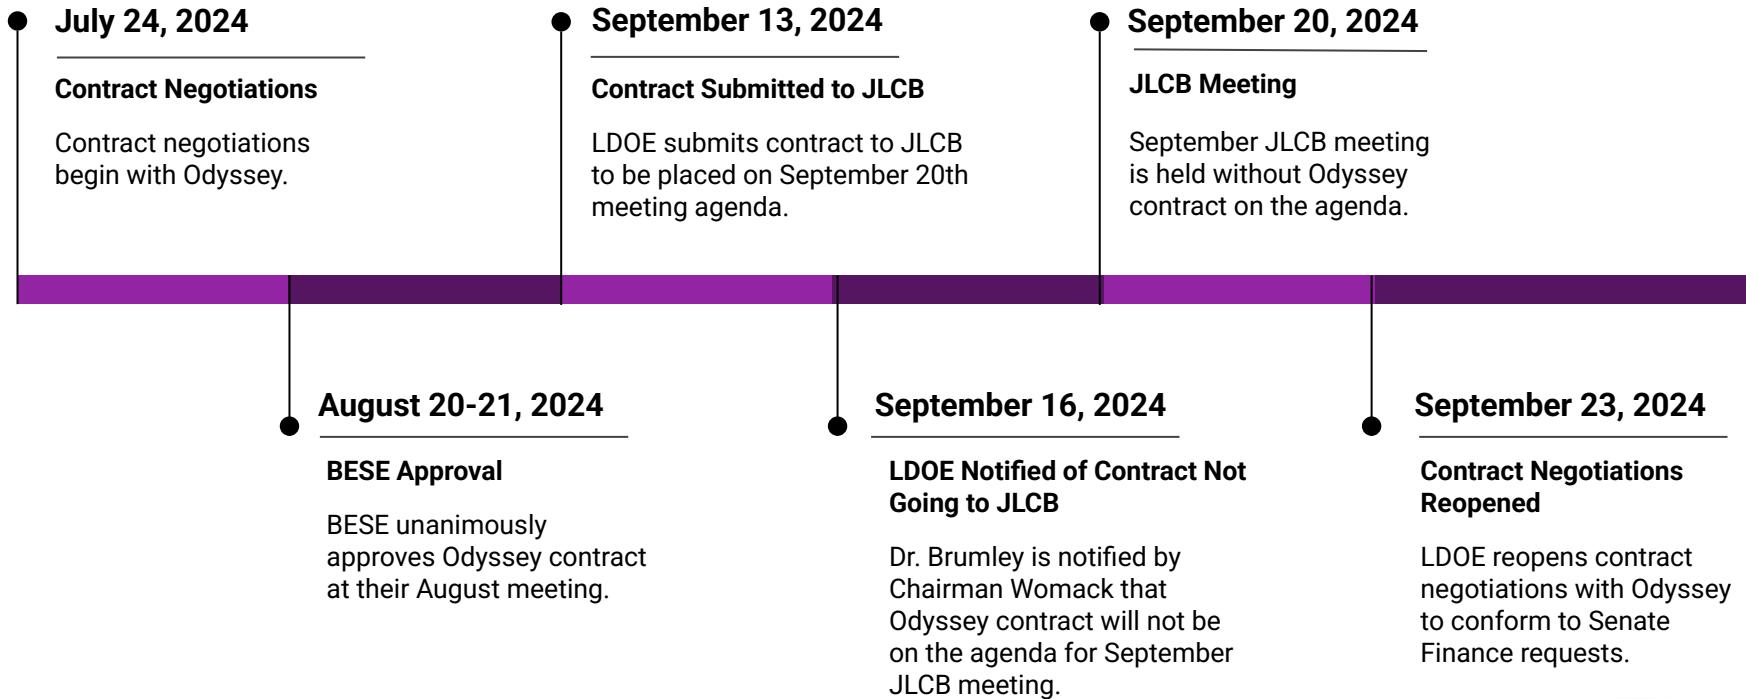 July 24, 2024
Contract Negotiations
Contract negotiations
begin with Odyssey.
August 20-21, 2024
BESE Approval
BESE unanimously
approves Odyssey contract
at their August meeting.
September 13, 2024
Contract Submitted to JLCB
LDOE submits contract to JLCB
to be placed on September 20th
meeting agenda.
September 16, 2024
LDOE Notified of Contract Not
Going to JLCB
Dr. Brumley is notified by
Chairman Womack that
Odyssey contract will not be
on the agenda for September
JLCB meeting.
September 20, 2024
JLCB Meeting
September JLCB meeting
is held without Odyssey
contract on the agenda.
September 23, 2024
Contract Negotiations
Reopened
LDOE reopens contract
negotiations with Odyssey
to conform to Senate
Finance requests.